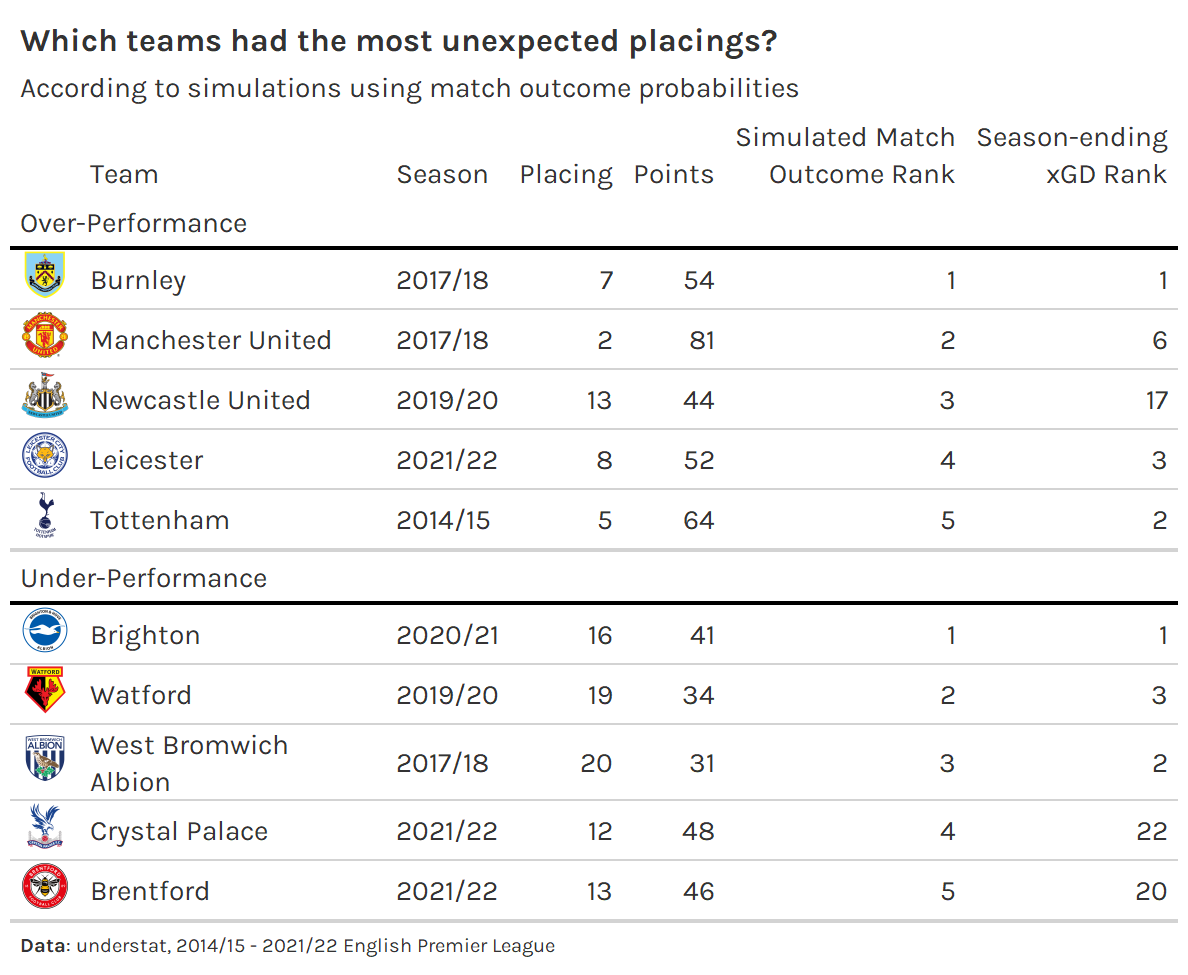 Which teams had the most unexpected placings?
According to simulations using match outcome probabilities
Simulated Match Season-ending
Team Season Placing Points Outcome Rank xGD Rank
Over-Performance
Burnley 2017/18 7 54 1 1
Manchester United 2017/18 2 81 2 6
Newcastle United 2019/20 13 44 3 17
Leicester 2021/22 8 52 4 3
Tottenham 2014/15 5 64 5 2
Under-Performance
Brighton 2020/21 16 41 1 1
WATFORD
Watford 2019/20 19 34 2 3
West Bromwich
Albion 2017/18 20 31 3 2
Crystal Palace 2021/22 12 48 4 22
Brentford 2021/22 13 46 5 20
Data: understat, 2014/15 - 2021/22 English Premier League